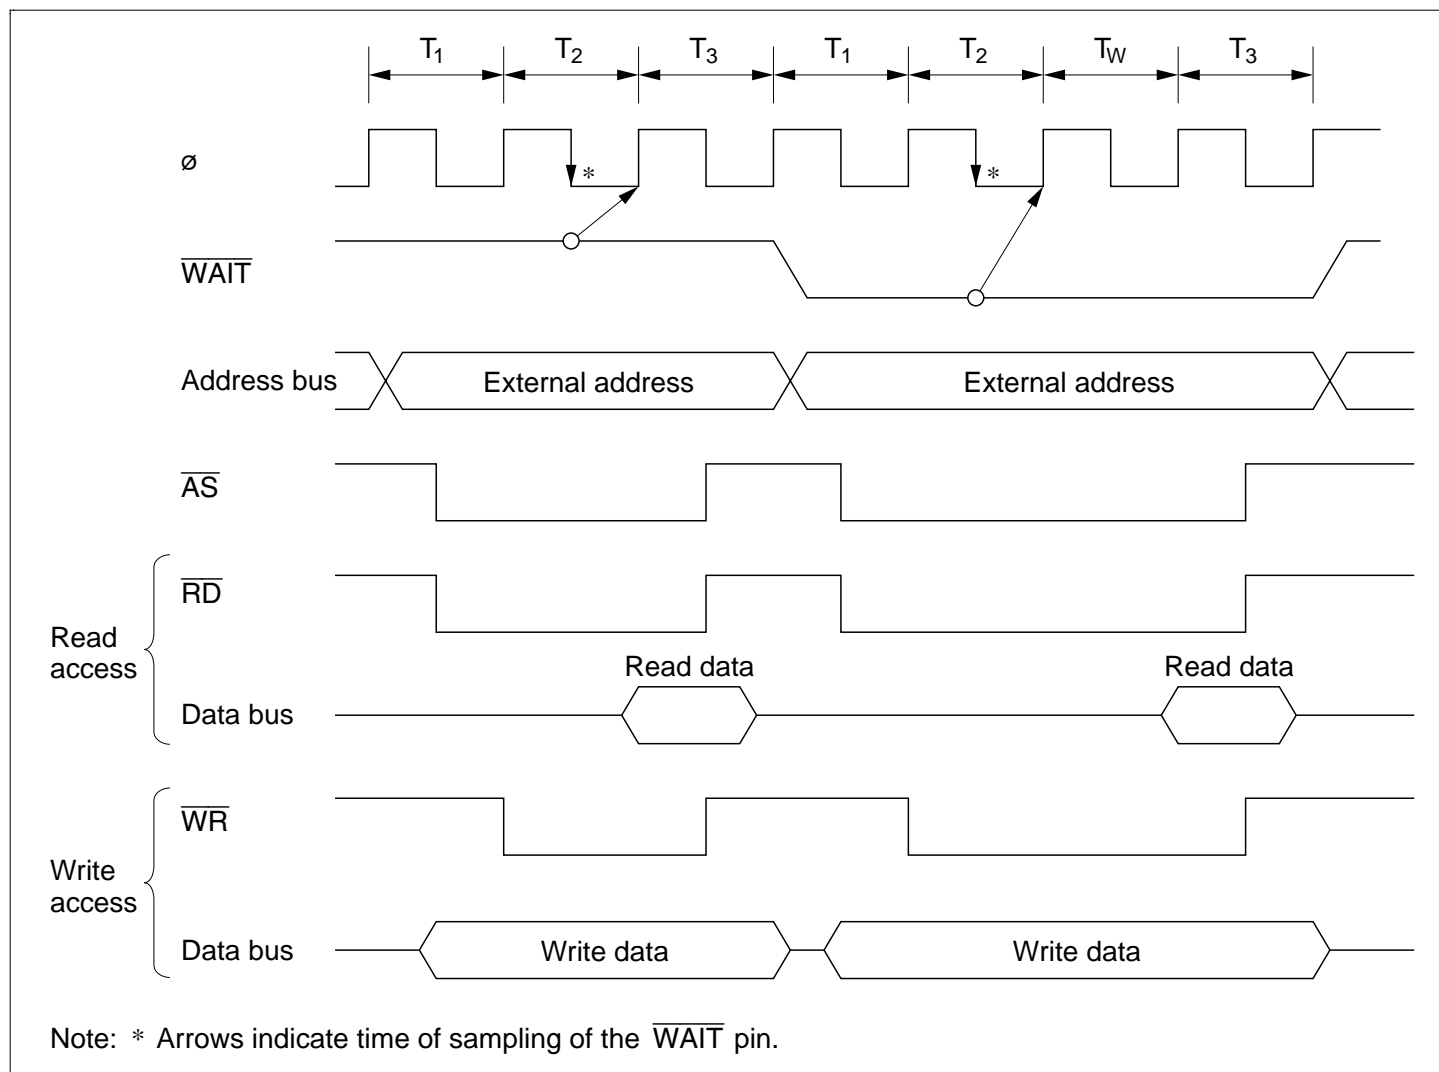 T1 T2 T3 T1 T2 TW T3
ø
*
*
WAIT
Address bus
External address
External address
AS
Read access
RD
Read data
Read data
Data bus
Write access
WR
Data bus
Write data
Write data
Note: * Arrows indicate time of sampling of the WAIT pin.